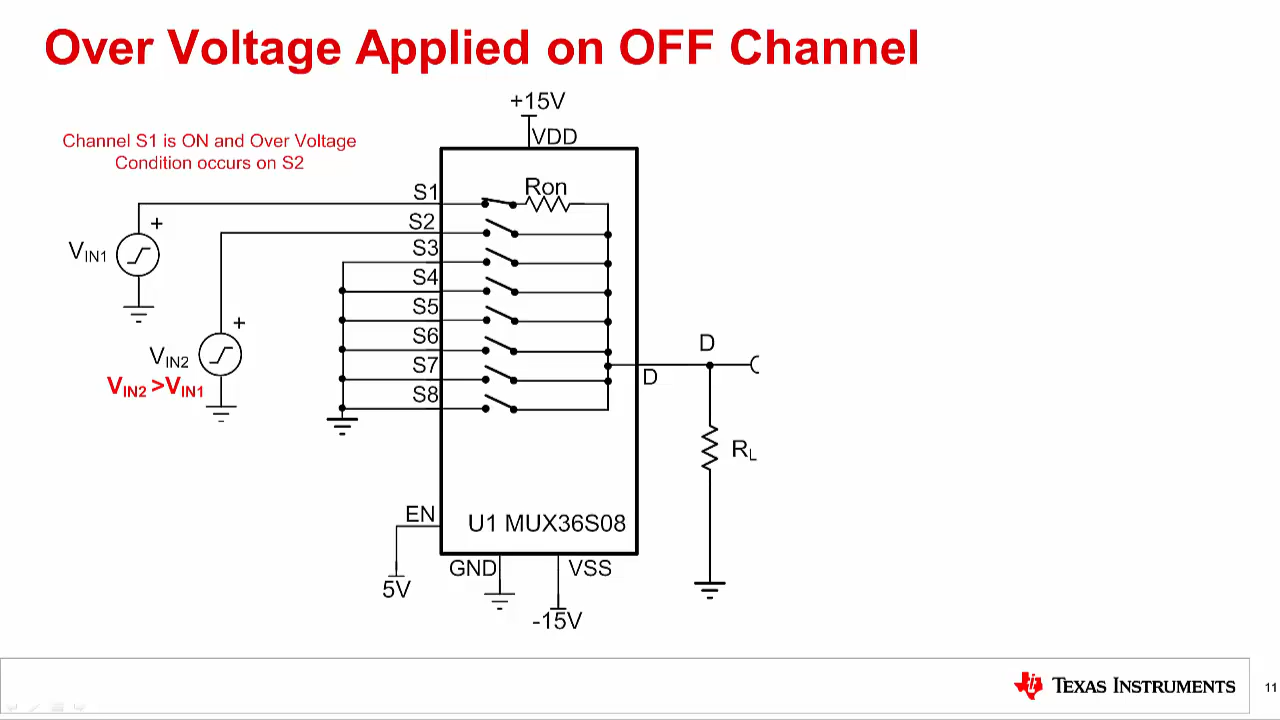 Over Voltage Applied on OFF Channel
+15V
VDD
Channel S1 is ON and Over Voltage
Condition occurs on S2
S1
Ron
S2
+
VIN1
S3
S4
S5
+
S6
VIN2
VIN2 >VIN1
S7
S8
D
D
RL
EN
U1 MUX36S08
5V
GND
VSS
-15V
TEXAS INSTRUMENTS
11